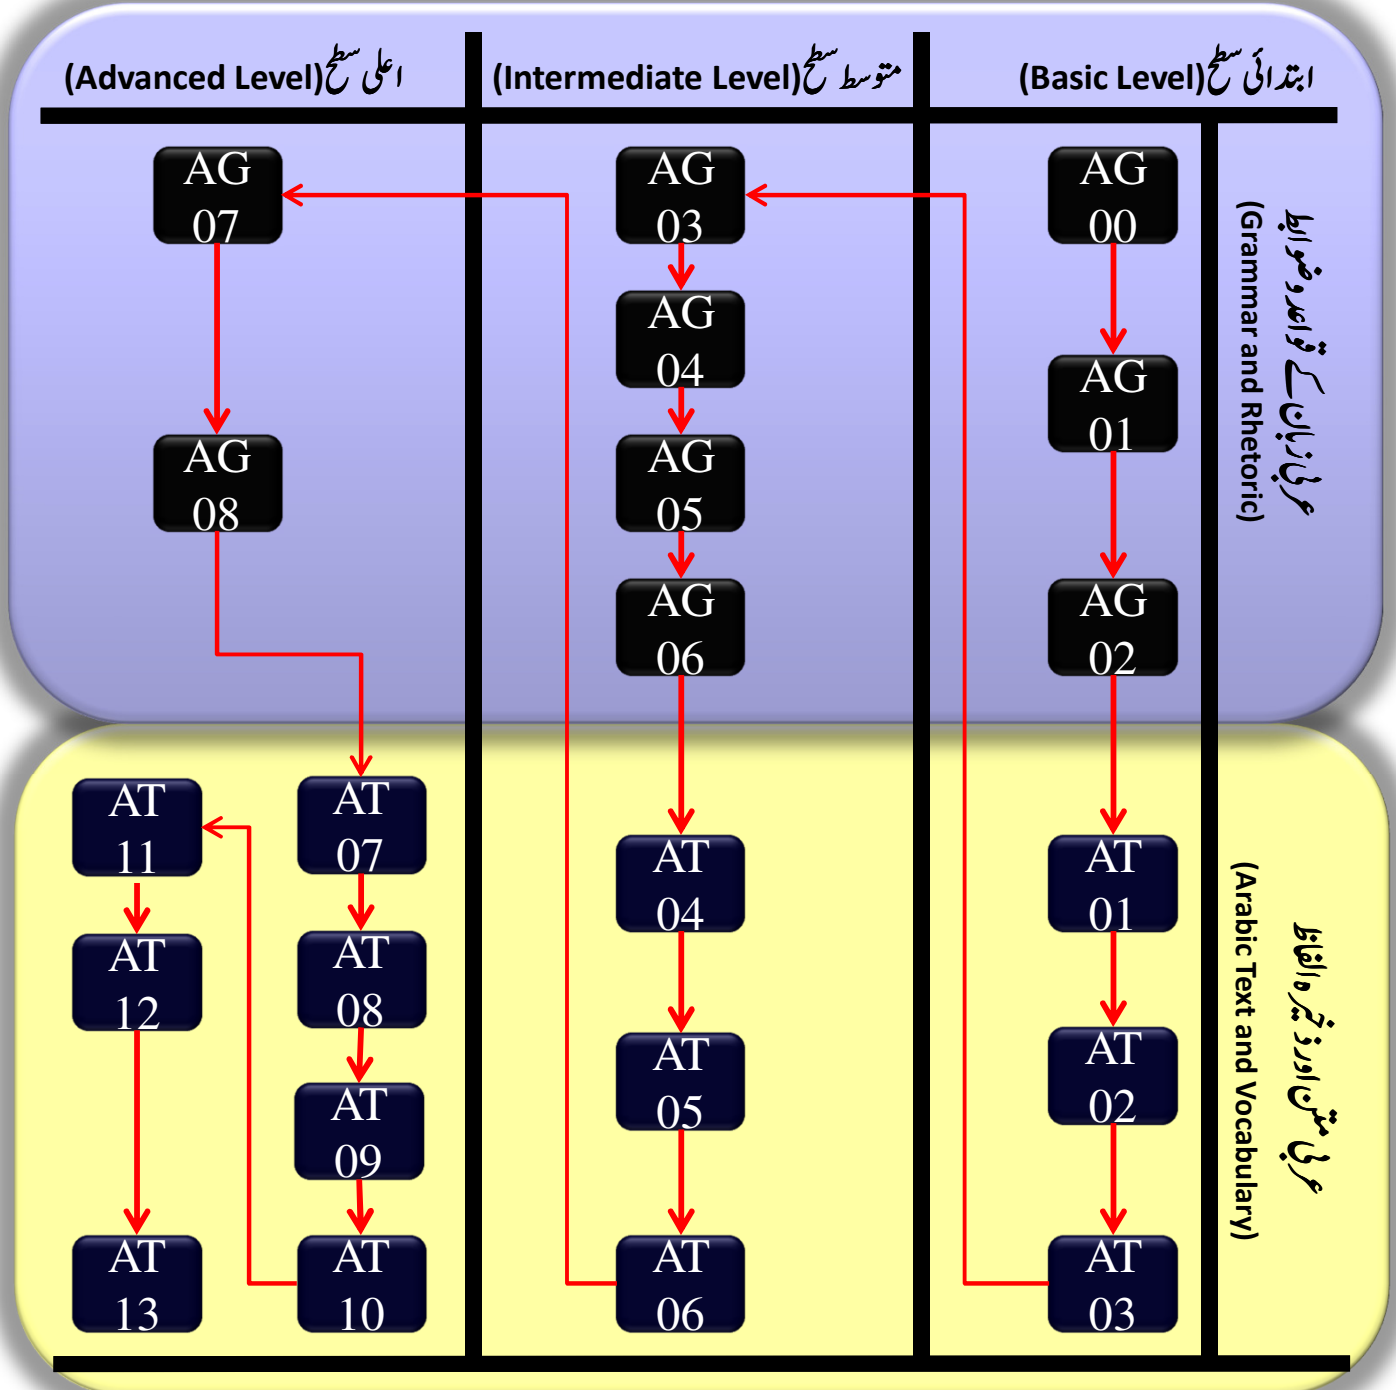 ابتدائی سطح(Basic Level)
متوسط سطح(Intermediate Level)
اعلی سطح(Advanced Level)
عربی زبان کے قواعد و ضوابط
(Grammar and Rhetoric)
AG
00
AG
01
AG
02
AG
03
AG
04
AG
05
AG
06
AG
07
AG
08
عربی متن اور ذخیرہ الفاظ
(Arabic Text and Vocabulary)
AT
01
AT
02
AT
03
AT
04
AT
05
AT
06
AT
07
AT
08
AT
09
AT
10
AT
11
AT
12
AT
13